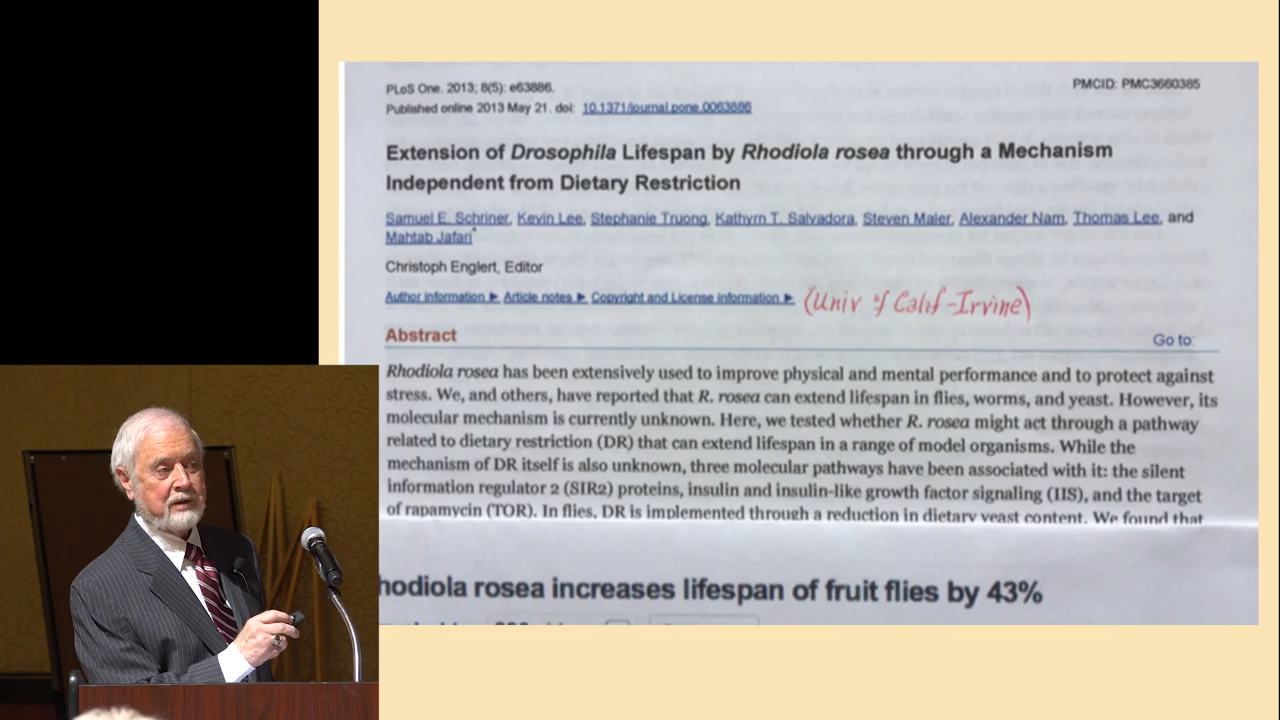 PLoS One. 2013; 8(5): e63886.
PMCID: PMC3660385
Published online 2013 May 21. doi: 10.1371/journal.pone.0063886
Extension of Drosophila Lifespan by Rhodiola rosea through a Mechanism
Independent from Dietary Restriction
Samuel E. Schriner, Kevin Lee, Stephanie Truong, Kathyrn T. Salvadora, Steven Maler, Alexander Nam, Thomas Lee, and
Mahtab Jafari*
Christoph Englert, Editor
Author information ► Article notes ► Copyright and License information ►
(Univ of Calif-Irvine)
Abstract
Go to:
Rhodiola rosea has been extensively used to improve physical and mental performance and to protect against
stress. We, and others, have reported that R. rosea can extend lifespan in flies, worms, and yeast. However, its
molecular mechanism is currently unknown. Here, we tested whether R. rosea might act through a pathway
related to dietary restriction (DR) that can extend lifespan in a range of model organisms. While the
mechanism of DR itself is also unknown, three molecular pathways have been associated with it: the silent
information regulator 2 (SIR2) proteins, insulin and insulin-like growth factor signaling (IIS), and the target
of rapamycin (TOR). In flies, DR is implemented through a reduction in dietary yeast content. We found that
hodiola rosea increases lifespan of fruit flies by 43%